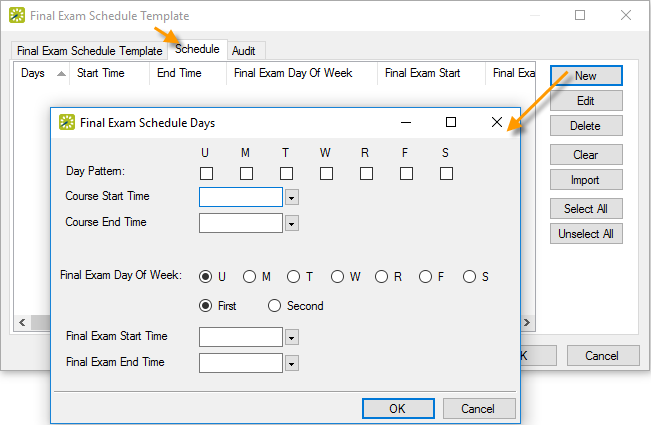 Final Exam Schedule Template
Final Exam Schedule Template Schedule Audit
Days Start Time End Time Final Exam Day Of Week Final Exam Start Final Exa
New
Edit
Delete
Clear
Import
Select All
Unselect All
K Cancel
Final Exam Schedule Days
U M T W R F S
Day Pattern:
Course Start Time
Course End Time
Final Exam Day Of Week: U M T W R F S
First Second
Final Exam Start Time
Final Exam End Time
OK Cancel